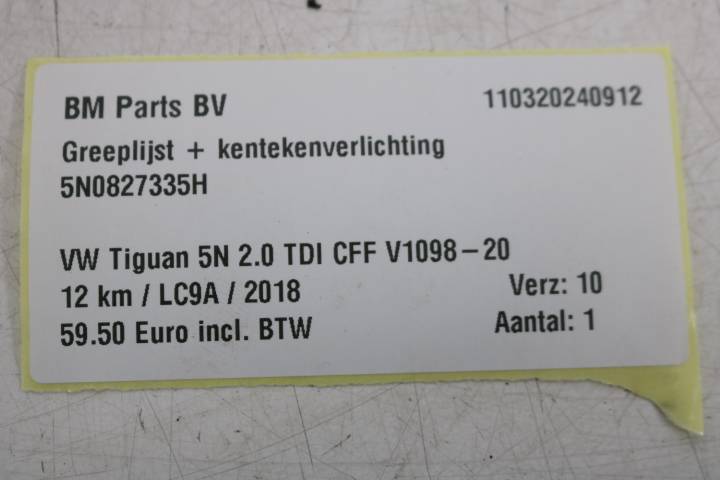 BM Parts BV 110320240912
Greeplijst + kentekenverlichting
5N0827335H
VW Tiguan 5N 2.0 TDI CFF V1098-20
12 km / LC9A / 2018 Verz: 10
59.50 Euro incl. BTW Aantal: 1